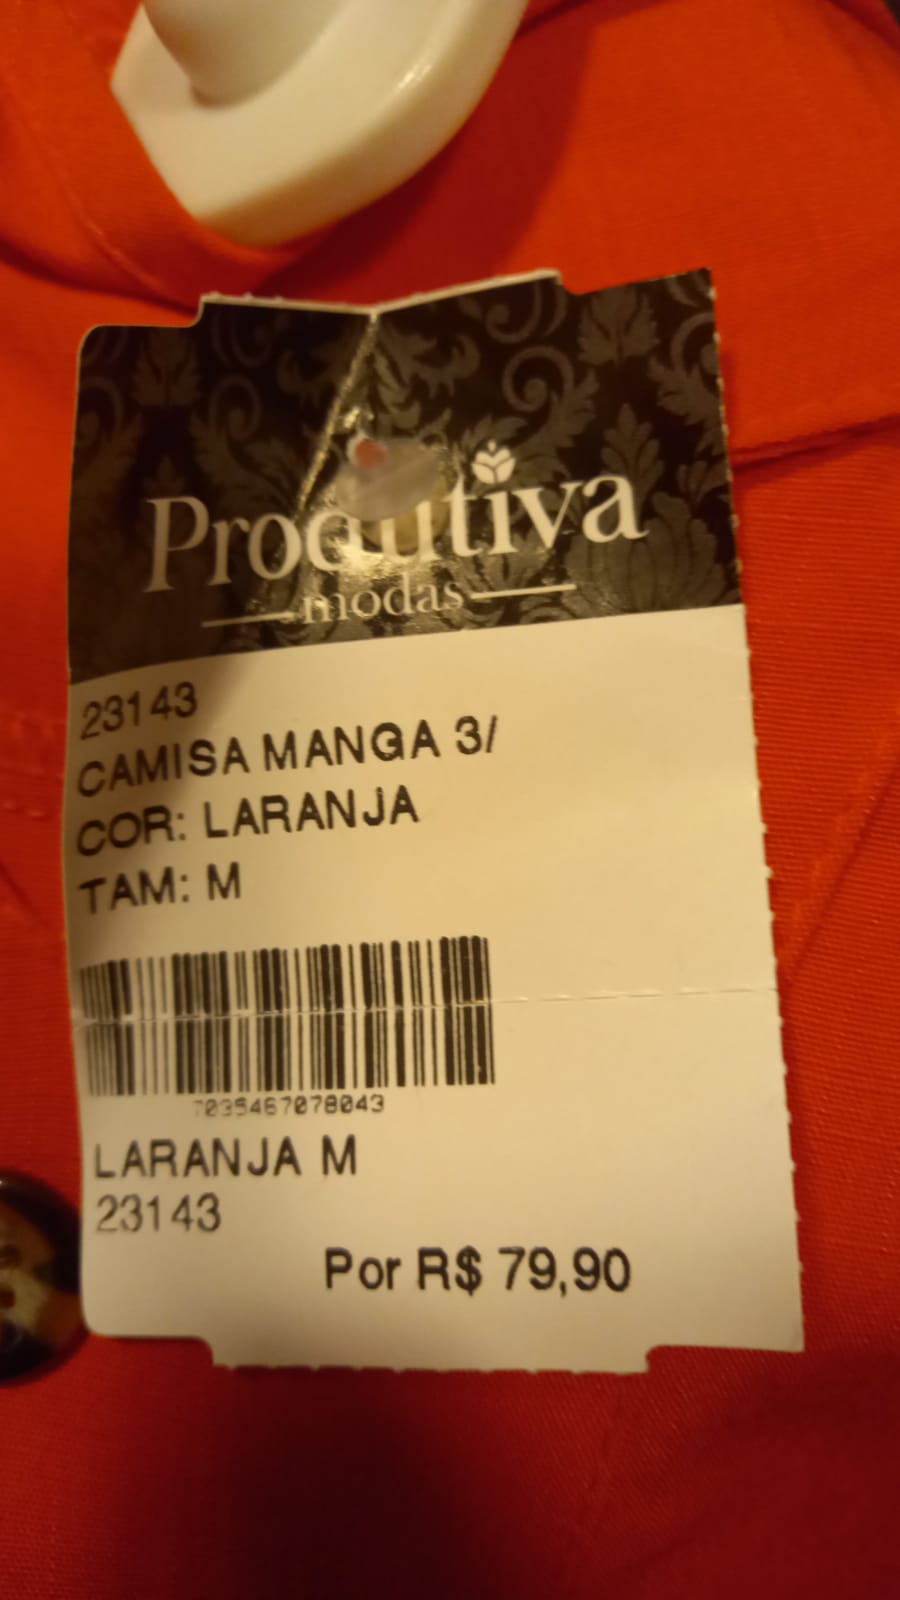 Produtiva
modas
23143
CAMISA MANGA 3/
COR: LARANJA
TAM: M
7035467078043
LARANJA M
23143
Por R$ 79,90